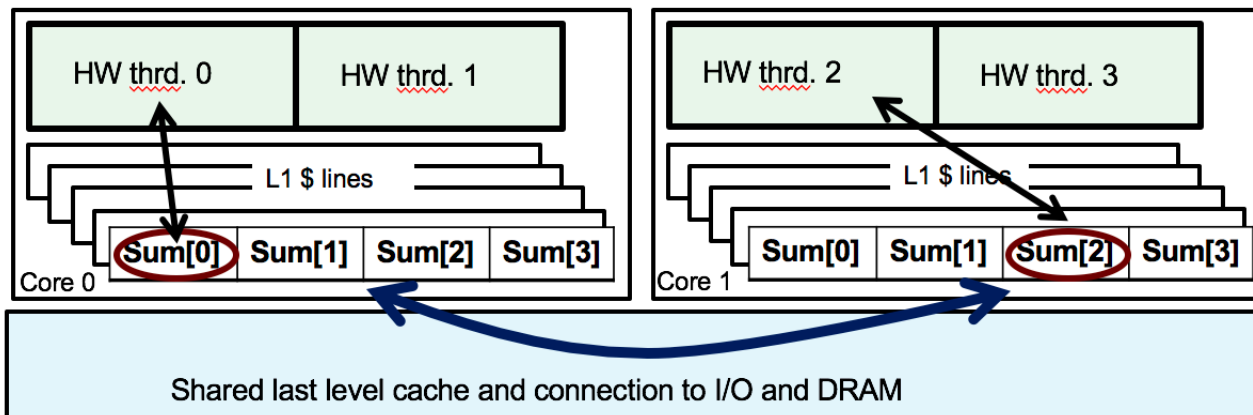 HW thrd. 0 HW thrd. 1 HW thrd. 2 HW thrd. 3
L1 $ lines L1 $ lines
Sum[0] Sum[1] Sum[2] Sum[3] Sum[0] Sum[1] Sum[2] Sum[3]
Core 0 Core 1
Shared last level cache and connection to I/O and DRAM